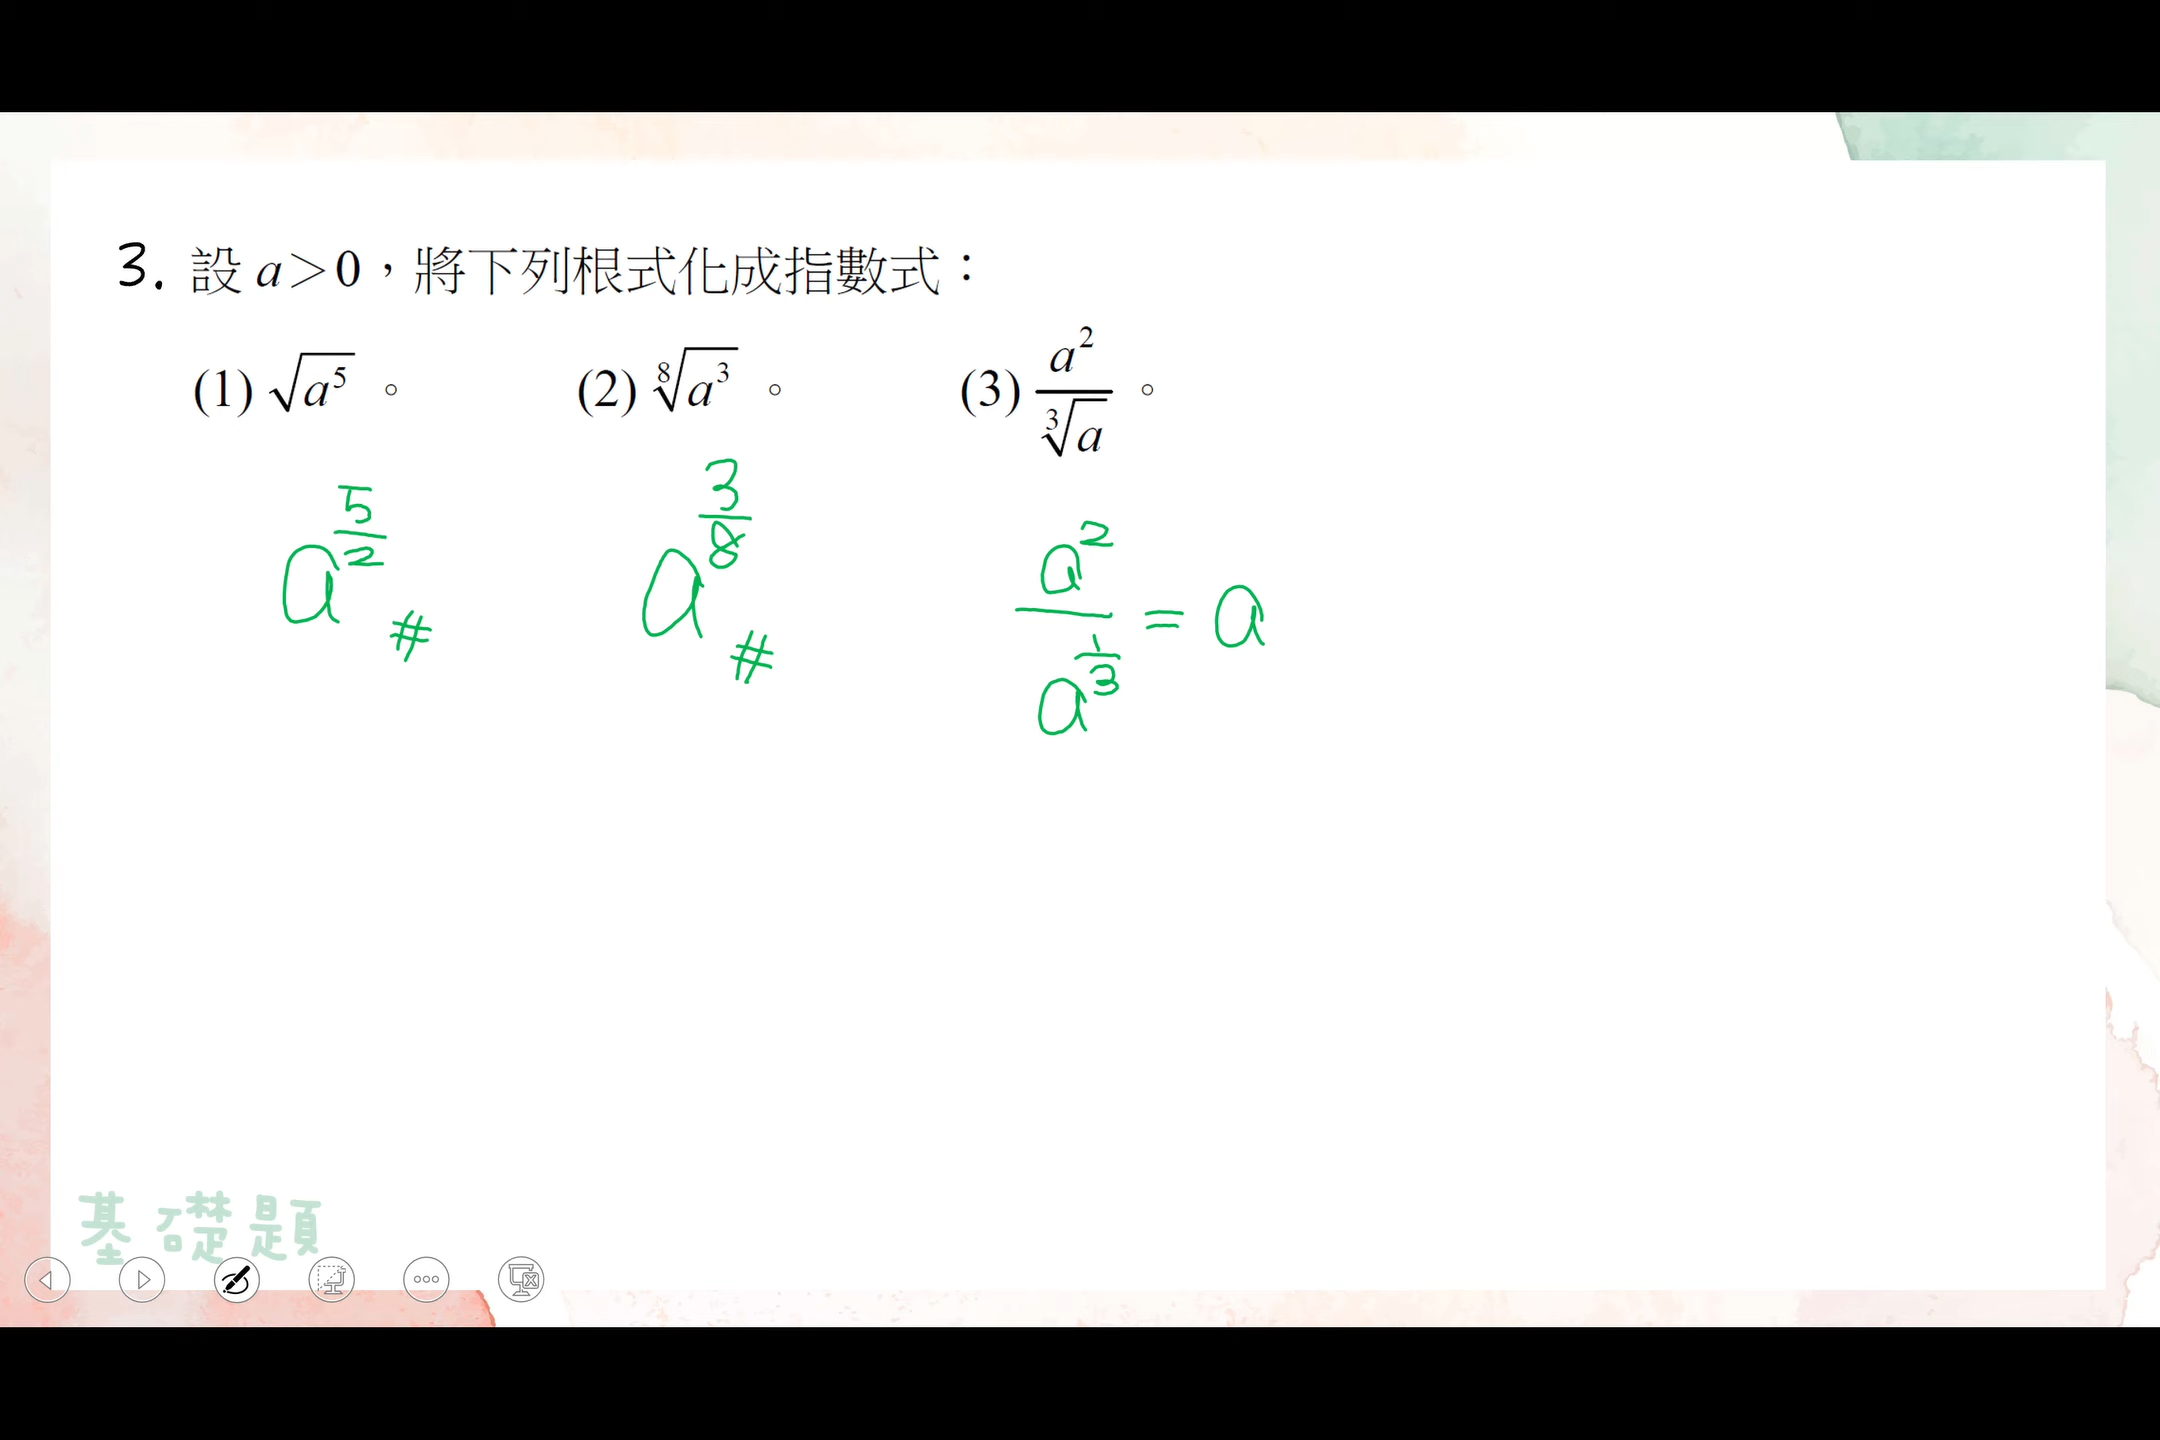 3. 設 a>0，將下列根式化成指數式：
(1) √a⁵ 。 (2) ⁸√a³ 。 (3) a²/³√a 。
a^(5/2) # a^(3/8) # a²/a^(1/3) = a
基礎題